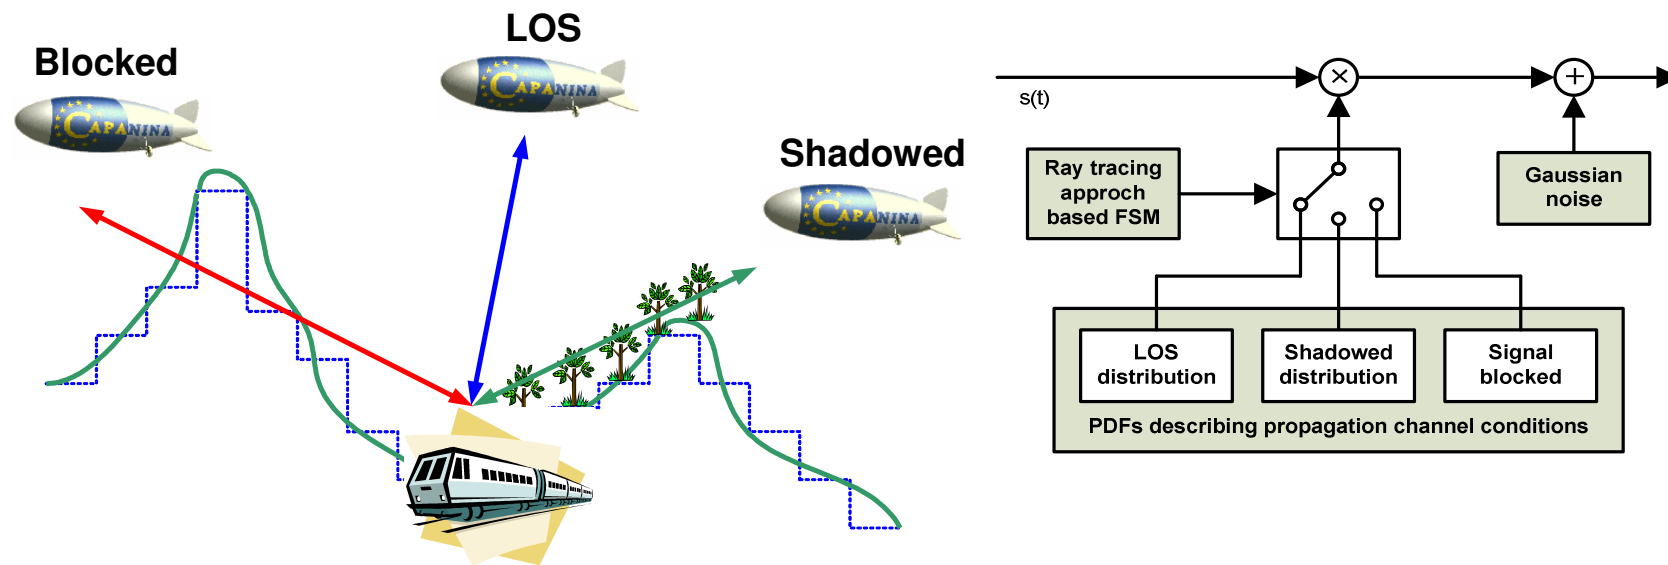 Blocked
CAPANINA
LOS
CAPANINA
Shadowed
CAPANINA
s(t)
×
+
Ray tracing
approch
based FSM
Gaussian
noise
LOS
distribution
Shadowed
distribution
Signal
blocked
PDFs describing propagation channel conditions